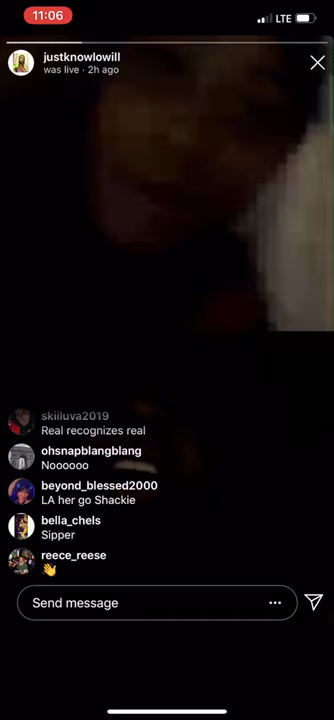 11:06
LTE
justknowlowill
was live · 2h ago
skiiluva2019
Real recognizes real
ohsnapblangblang
Noooooo
beyond_blessed2000
LA her go Shackie
bella_chels
Sipper
reece_reese
👋
Send message